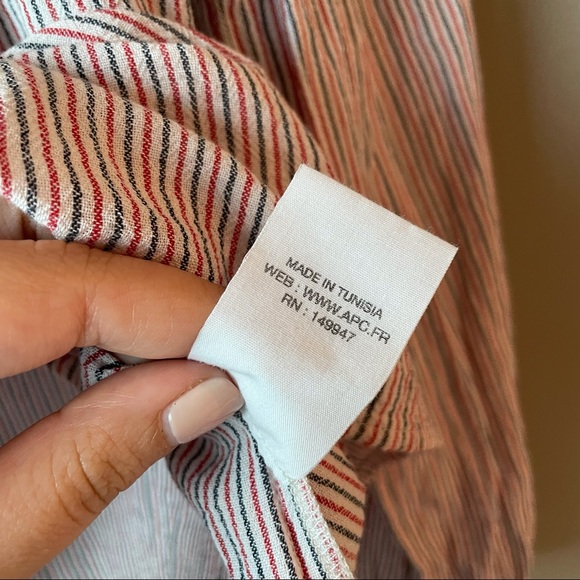 MADE IN TUNISIA
WEB : WWW.APC.FR
RN : 149947